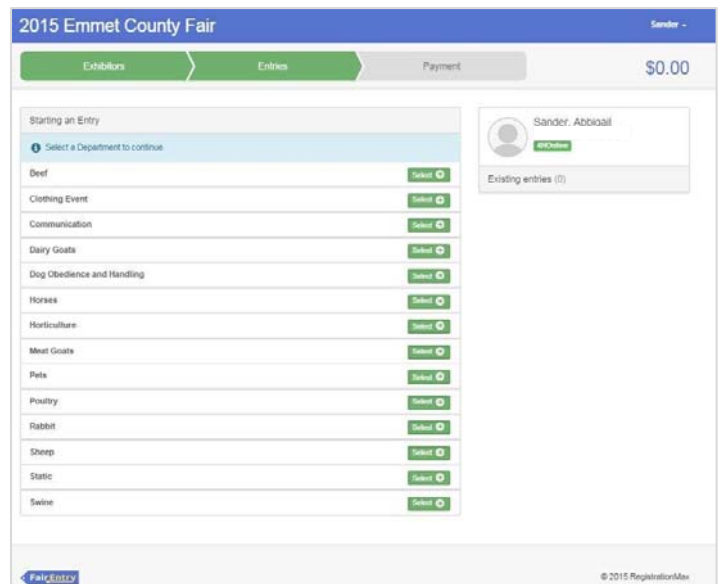 2015 Emmet County Fair
Sander
Exhibitors
Entries
Payment
$0.00
Starting an Entry
Select a Department to continue
Beef Select
Clothing Event Select
Communication Select
Dairy Goats Select
Dog Obedience and Handling Select
Horses Select
Horticulture Select
Meat Goats Select
Pets Select
Poultry Select
Rabbit Select
Sheep Select
Static Select
Swine Select
Sander, Abbigail
4HOnline
Existing entries (0)
FairEntry
© 2015 RegistrationMax